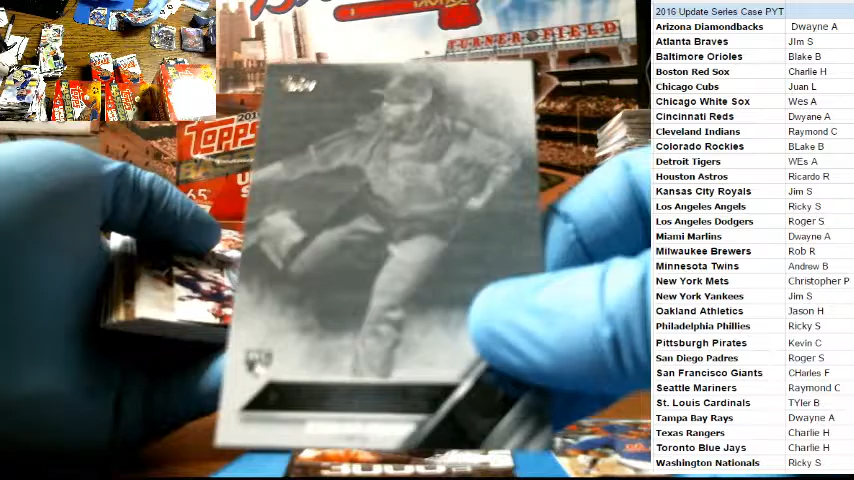 TURNER FIELD
Topps
65
2016 Update Series Case PYT
Arizona Diamondbacks Dwayne A
Atlanta Braves JIm S
Baltimore Orioles Blake B
Boston Red Sox Charlie H
Chicago Cubs Juan L
Chicago White Sox Wes A
Cincinnati Reds Dwyane A
Cleveland Indians Raymond C
Colorado Rockies BLake B
Detroit Tigers WEs A
Houston Astros Ricardo R
Kansas City Royals Jim S
Los Angeles Angels Ricky S
Los Angeles Dodgers Roger S
Miami Marlins Dwayne A
Milwaukee Brewers Rob R
Minnesota Twins Andrew B
New York Mets Christopher P
New York Yankees Jim S
Oakland Athletics Jason H
Philadelphia Phillies Ricky S
Pittsburgh Pirates Kevin C
San Diego Padres Roger S
San Francisco Giants CHarles F
Seattle Mariners Raymond C
St. Louis Cardinals TYler B
Tampa Bay Rays Dwayne A
Texas Rangers Charlie H
Toronto Blue Jays Charlie H
Washington Nationals Ricky S